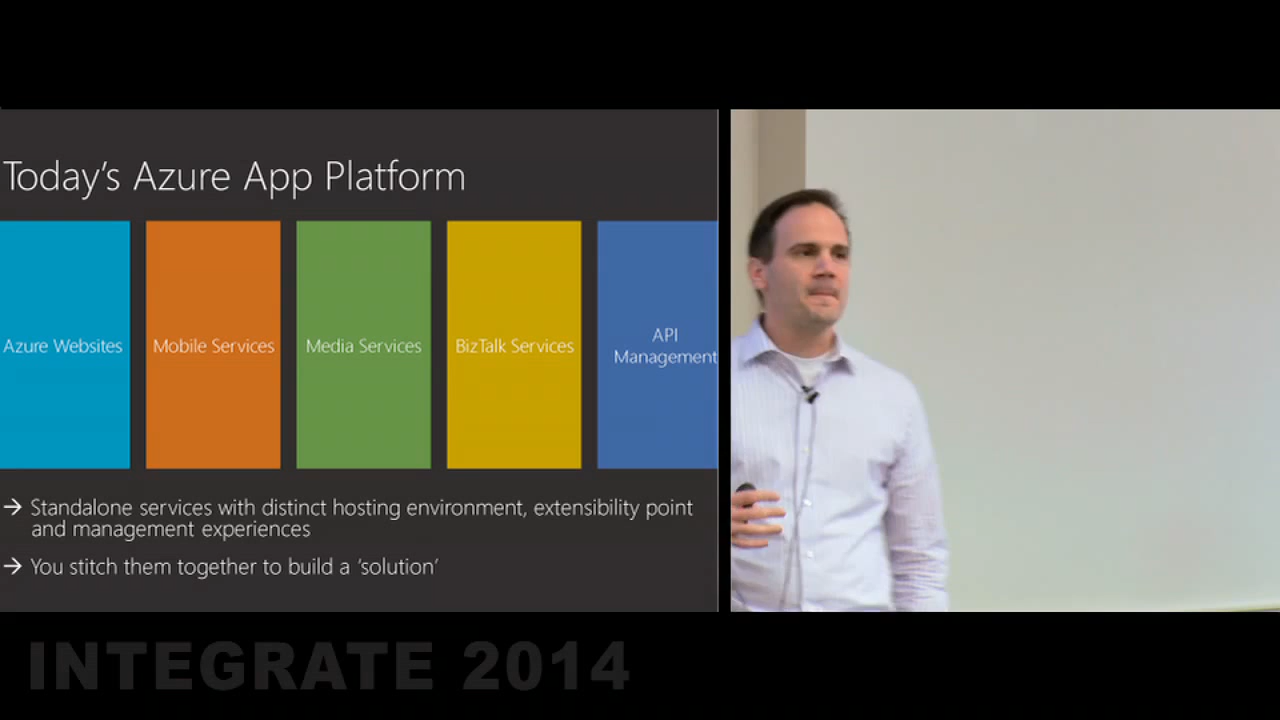 Today's Azure App Platform
Azure Websites
Mobile Services
Media Services
BizTalk Services
API
Management
→ Standalone services with distinct hosting environment, extensibility point
and management experiences
→ You stitch them together to build a 'solution'
INTEGRATE 2014